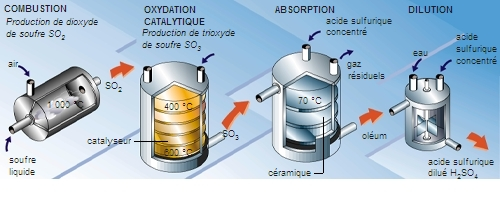 COMBUSTION
Production de dioxyde
de soufre SO2
air
1 000 °C
SO2
soufre
liquide
OXYDATION
CATALYTIQUE
Production de trioxyde
de soufre SO3
400 °C
catalyseur
600 °C
SO3
ABSORPTION
acide sulfurique
concentré
gaz
résiduels
70 °C
céramique
oléum
DILUTION
eau
acide
sulfurique
concentré
acide sulfurique
dilué H2SO4